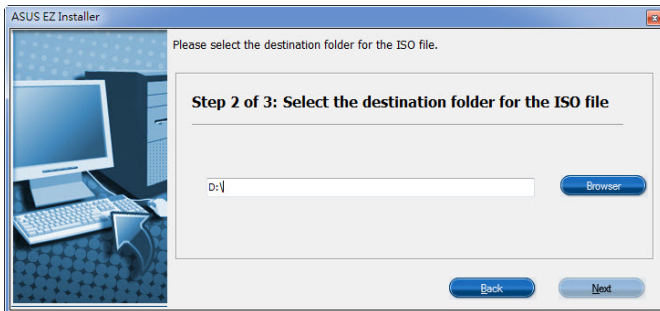 ASUS EZ Installer
Please select the destination folder for the ISO file.
Step 2 of 3: Select the destination folder for the ISO file
D:\
Browser
Back
Next